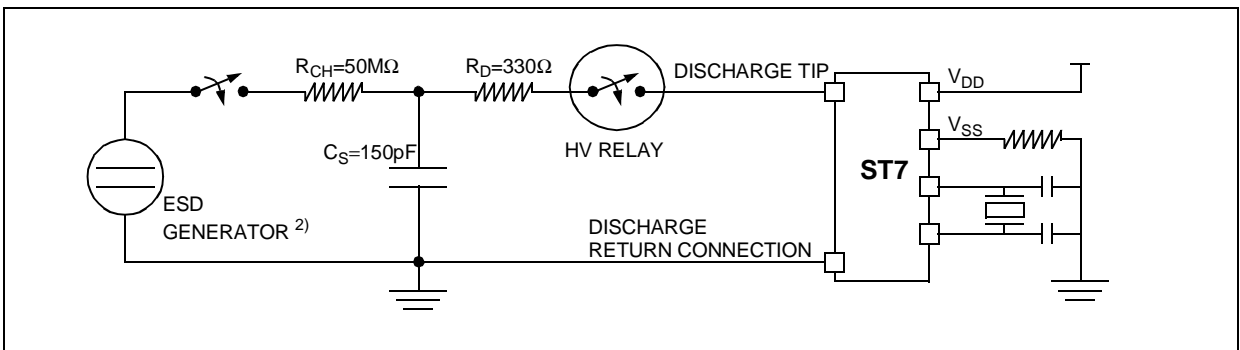 R_CH=50MΩ
R_D=330Ω
DISCHARGE TIP
V_DD
V_SS
C_S=150pF
HV RELAY
ST7
ESD
GENERATOR 2)
DISCHARGE
RETURN CONNECTION